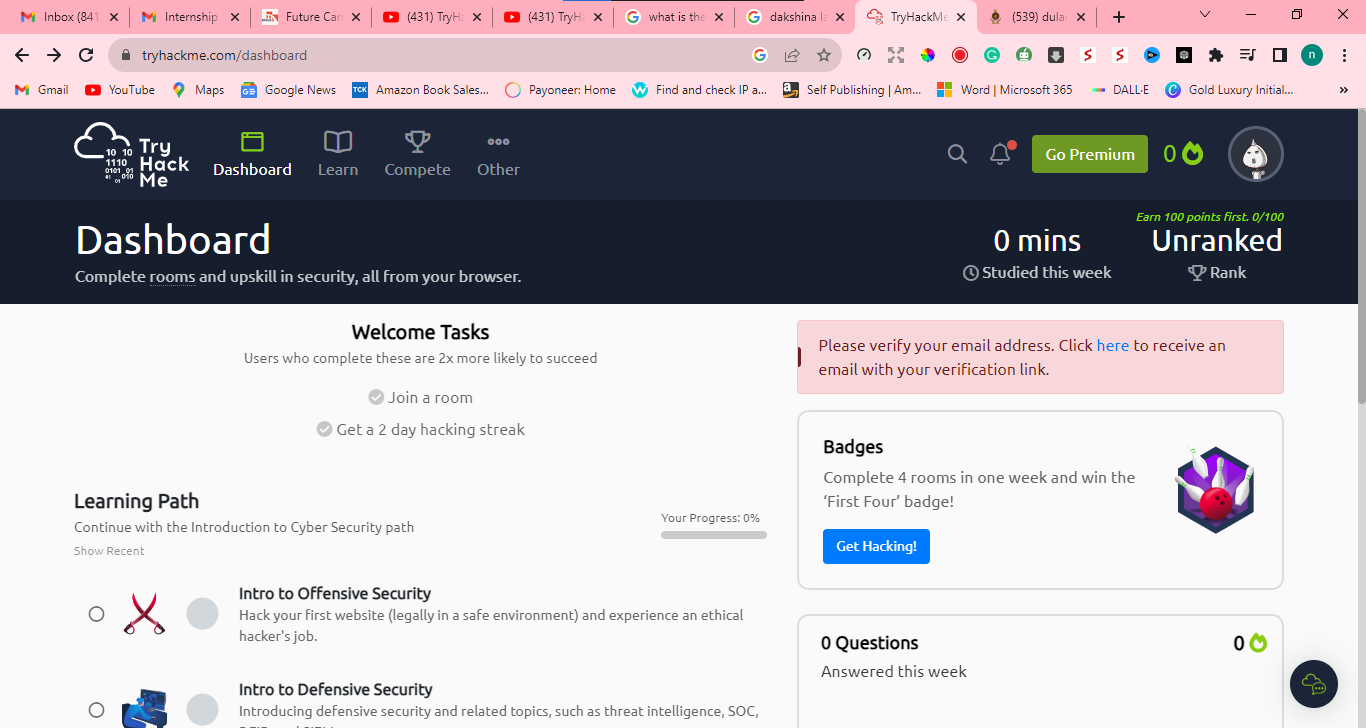 Inbox (841
Internship
Future Car
(431) TryHa
(431) TryHa
what is the
dakshina la
TryHackMe
(539) dular
tryhackme.com/dashboard
n
Gmail
YouTube
Maps
Google News
TCK
Amazon Book Sales...
Payoneer: Home
Find and check IP a...
Self Publishing | Am...
Word | Microsoft 365
DALL·E
Gold Luxury Initial...
»
Try
Hack
Me
Dashboard
Learn
Compete
Other
Go Premium
0
Dashboard
Complete rooms and upskill in security, all from your browser.
0 mins
Studied this week
Earn 100 points first. 0/100
Unranked
Rank
Welcome Tasks
Users who complete these are 2x more likely to succeed
Join a room
Get a 2 day hacking streak
Learning Path
Continue with the Introduction to Cyber Security path
Show Recent
Your Progress: 0%
Intro to Offensive Security
Hack your first website (legally in a safe environment) and experience an ethical
hacker's job.
Intro to Defensive Security
Introducing defensive security and related topics, such as threat intelligence, SOC,
Please verify your email address. Click here to receive an
email with your verification link.
Badges
Complete 4 rooms in one week and win the
‘First Four’ badge!
Get Hacking!
0 Questions
0
Answered this week